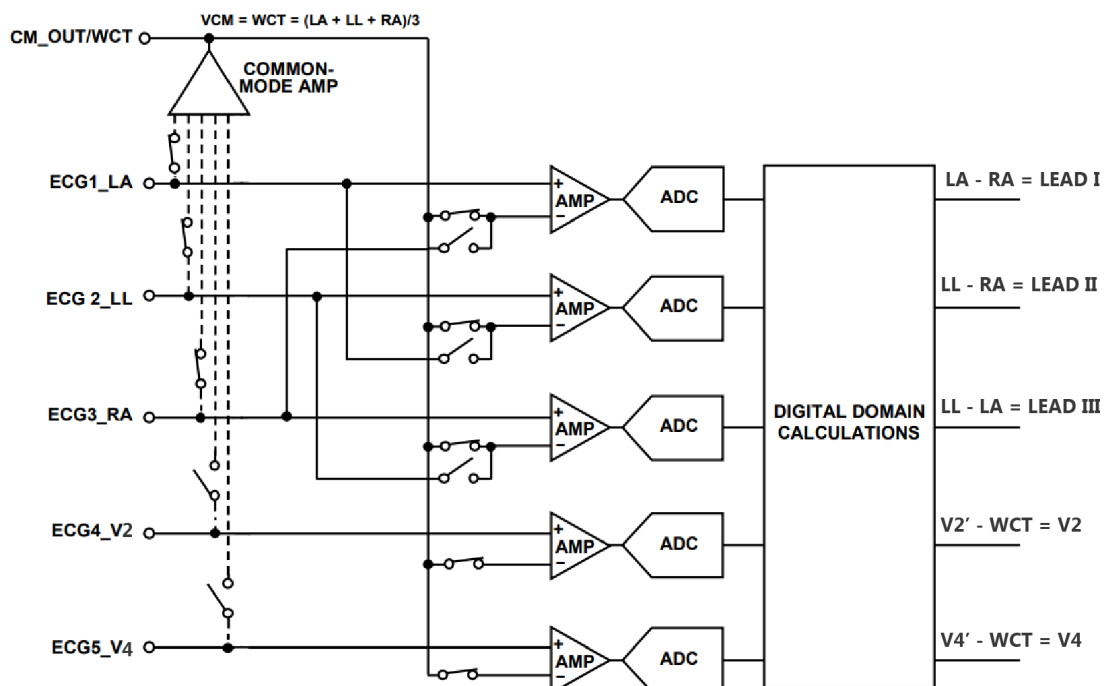 VCM = WCT = (LA + LL + RA)/3
CM_OUT/WCT
COMMON-
MODE AMP
ECG1_LA
+
AMP
−
ADC
LA - RA = LEAD I
ECG 2_LL
+
AMP
−
ADC
LL - RA = LEAD II
ECG3_RA
+
AMP
−
ADC
DIGITAL DOMAIN
CALCULATIONS
LL - LA = LEAD III
ECG4_V2
+
AMP
−
ADC
V2' - WCT = V2
ECG5_V4
+
AMP
−
ADC
V4' - WCT = V4